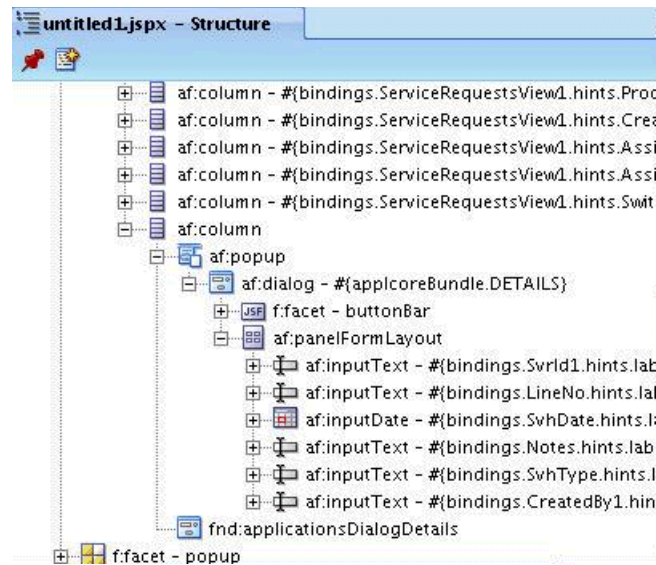 untitled1.jspx - Structure
af:column - #{bindings.ServiceRequestsView1.hints.Proc
af:column - #{bindings.ServiceRequestsView1.hints.Crea
af:column - #{bindings.ServiceRequestsView1.hints.Assi
af:column - #{bindings.ServiceRequestsView1.hints.Assi
af:column - #{bindings.ServiceRequestsView1.hints.Swit
af:column
af:popup
af:dialog - #{applcoreBundle.DETAILS}
JSF f:facet - buttonBar
af:panelFormLayout
af:inputText - #{bindings.SvrId1.hints.lab
af:inputText - #{bindings.LineNo.hints.lal
af:inputDate - #{bindings.SvhDate.hints.la
af:inputText - #{bindings.Notes.hints.lab
af:inputText - #{bindings.SvhType.hints.l
af:inputText - #{bindings.CreatedBy1.hin
fnd:applicationsDialogDetails
f:facet - popup